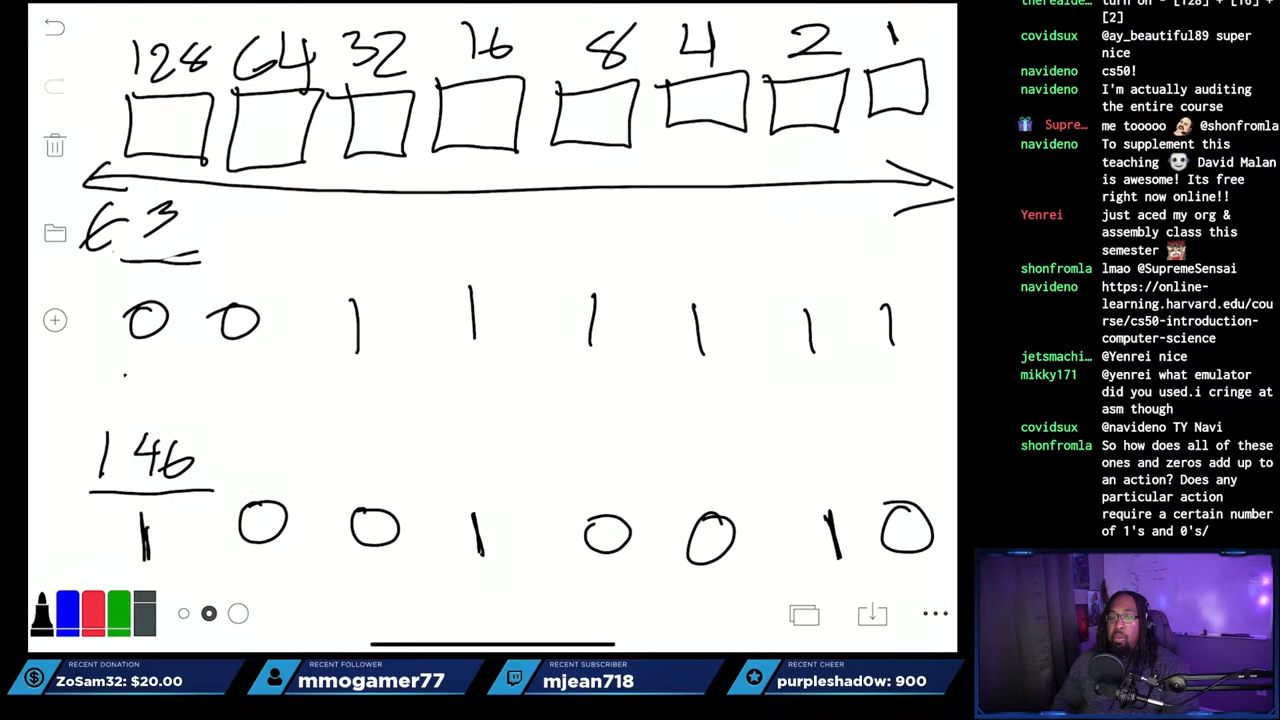 128 64 32 16 8 4 2 1
63
0 0 1 1 1 1 1 1
146
1 0 0 1 0 0 1 0
[2]
covidsux @ay_beautiful89 super
nice
navideno cs50!
navideno I'm actually auditing
the entire course
Supre… me tooooo @shonfromla
navideno To supplement this
teaching David Malan
is awesome! Its free
right now online!!
Yenrei just aced my org &
assembly class this
semester
shonfromla lmao @SupremeSensai
navideno https://online-
learning.harvard.edu/cou
rse/cs50-introduction-
computer-science
jetsmachi… @Yenrei nice
mikky171 @yenrei what emulator
did you used.i cringe at
asm though
covidsux @navideno TY Navi
shonfromla So how does all of these
ones and zeros add up to
an action? Does any
particular action
require a certain number
of 1's and 0's/
RECENT DONATION
ZoSam32: $20.00
RECENT FOLLOWER
mmogamer77
RECENT SUBSCRIBER
mjean718
RECENT CHEER
purpleshad0w: 900